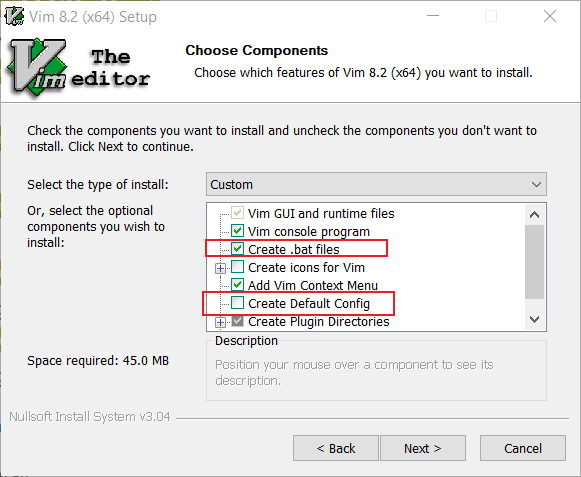 Vim 8.2 (x64) Setup
The
Vim editor
Choose Components
Choose which features of Vim 8.2 (x64) you want to install.
Check the components you want to install and uncheck the components you don't want to
install. Click Next to continue.
Select the type of install:
Custom
Or, select the optional
components you wish to
install:
Vim GUI and runtime files
Vim console program
Create .bat files
Create icons for Vim
Add Vim Context Menu
Create Default Config
Create Plugin Directories
Space required: 45.0 MB
Description
Position your mouse over a component to see its
description.
Nullsoft Install System v3.04
< Back
Next >
Cancel